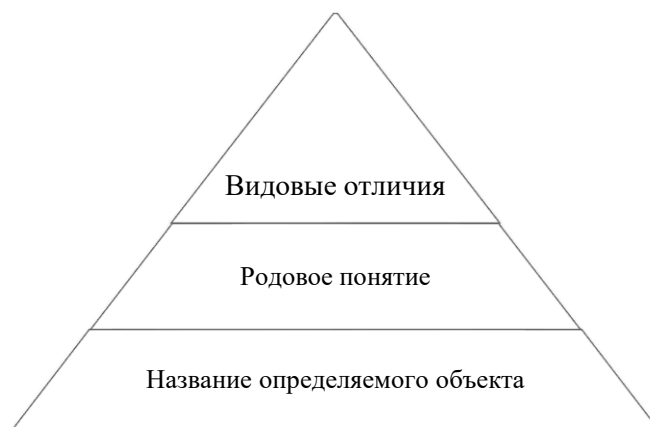 Видовые отличия
Родовое понятие
Название определяемого объекта